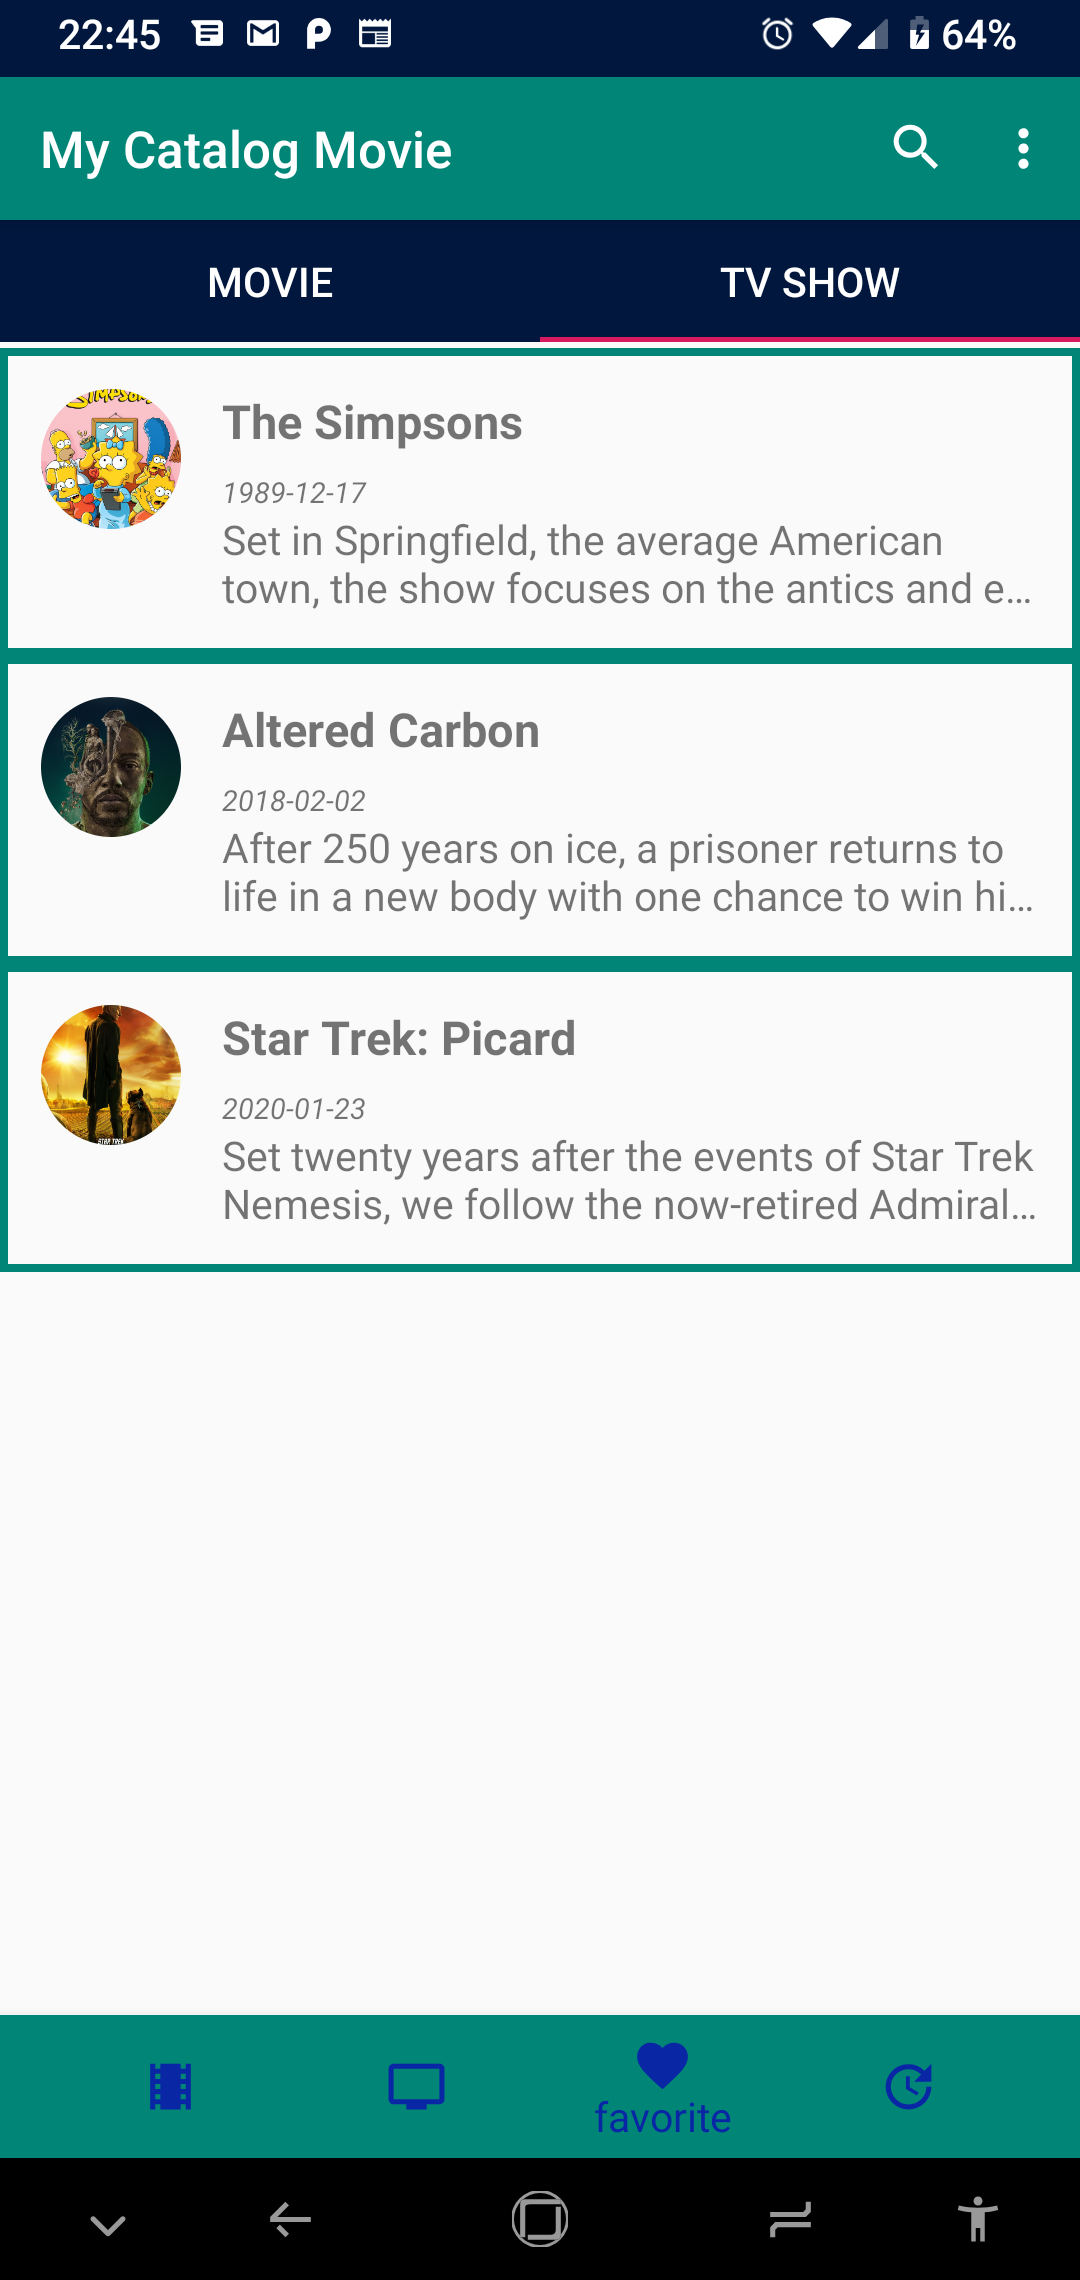 22:45
64%
My Catalog Movie
MOVIE
TV SHOW
The Simpsons
1989-12-17
Set in Springfield, the average American
town, the show focuses on the antics and e...
Altered Carbon
2018-02-02
After 250 years on ice, a prisoner returns to
life in a new body with one chance to win hi...
Star Trek: Picard
2020-01-23
Set twenty years after the events of Star Trek
Nemesis, we follow the now-retired Admiral...
STAR TREK
favorite